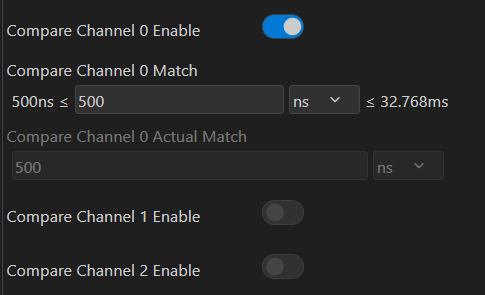 Compare Channel 0 Enable
Compare Channel 0 Match
500ns ≤ 500 ns ≤ 32.768ms
Compare Channel 0 Actual Match
500 ns
Compare Channel 1 Enable
Compare Channel 2 Enable